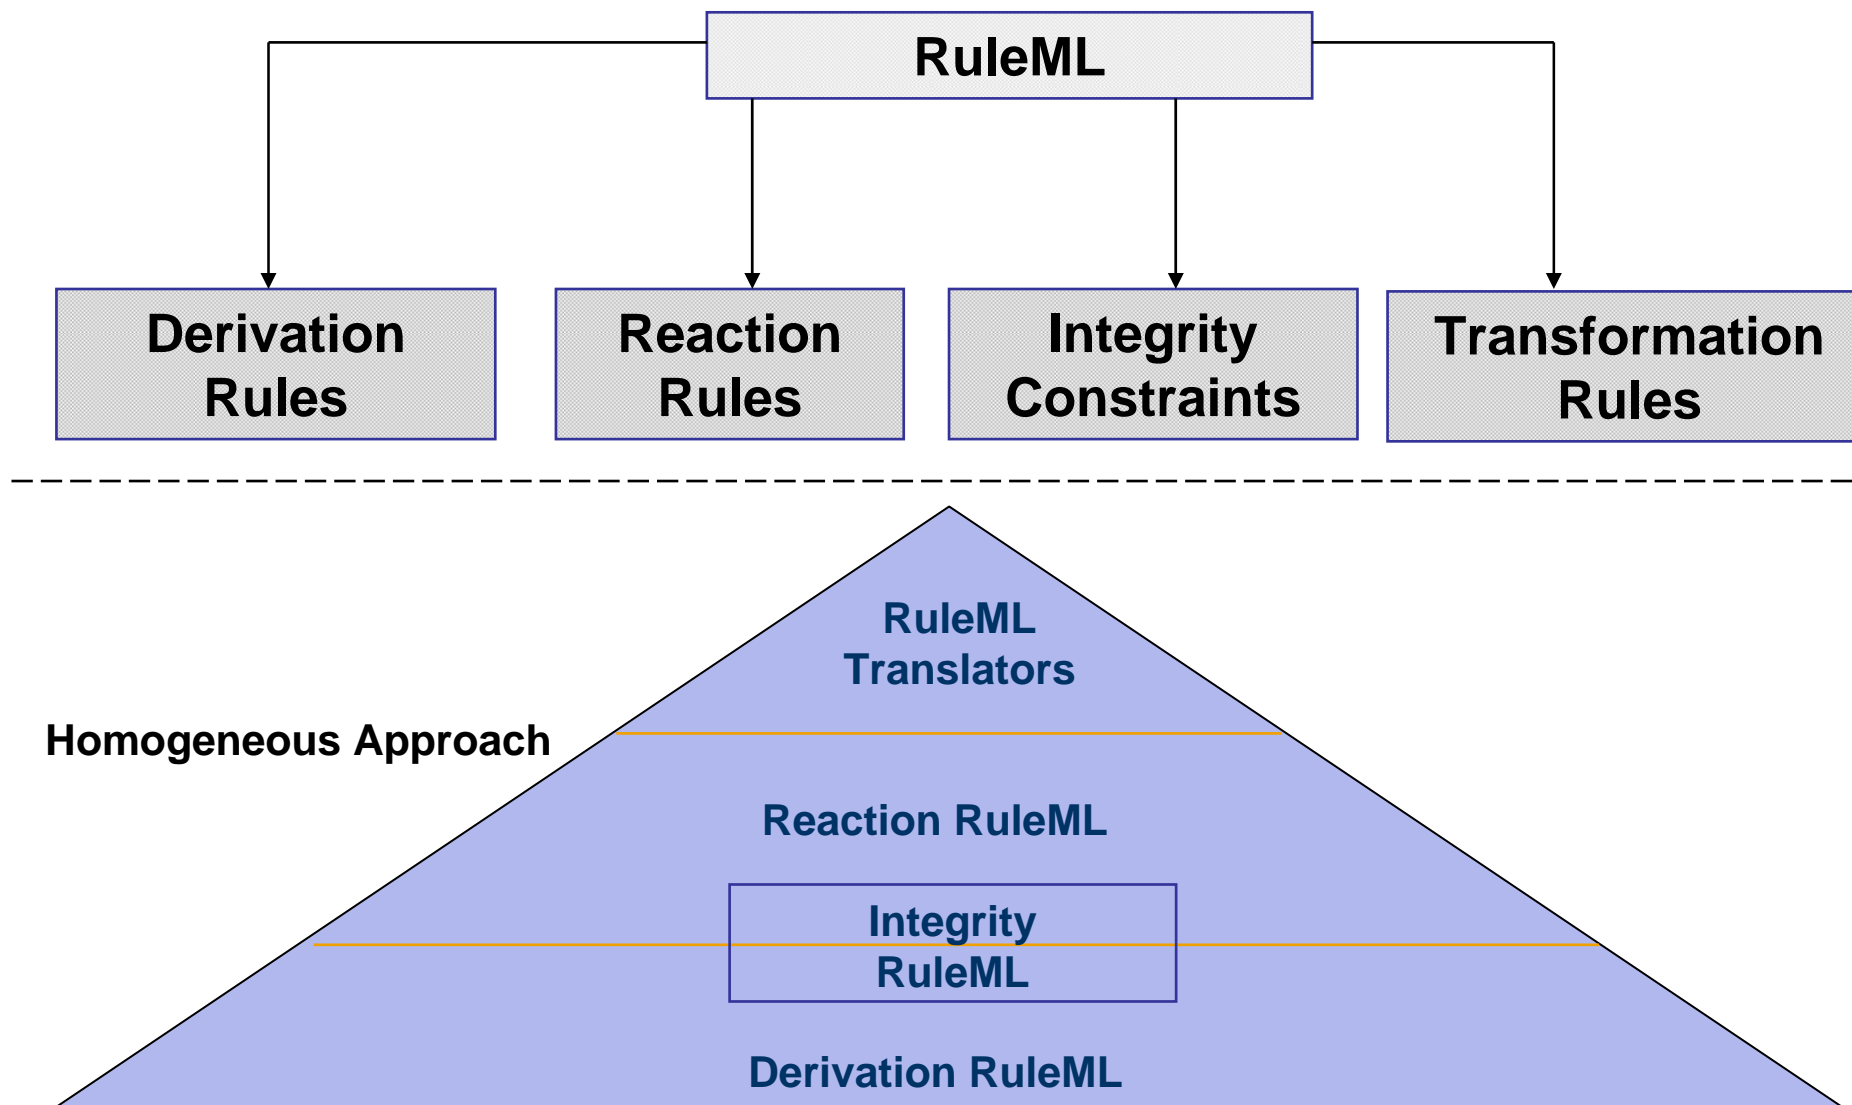 RuleML
Derivation
Rules
Reaction
Rules
Integrity
Constraints
Transformation
Rules
RuleML
Translators
Homogeneous Approach
Reaction RuleML
Integrity
RuleML
Derivation RuleML